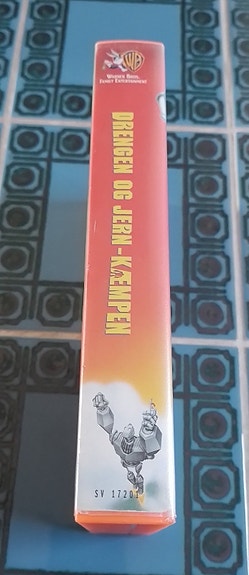 WB
Warner Bros.
Family Entertainment
DRENGEN OG JERN-KÆMPEN
SV 17201